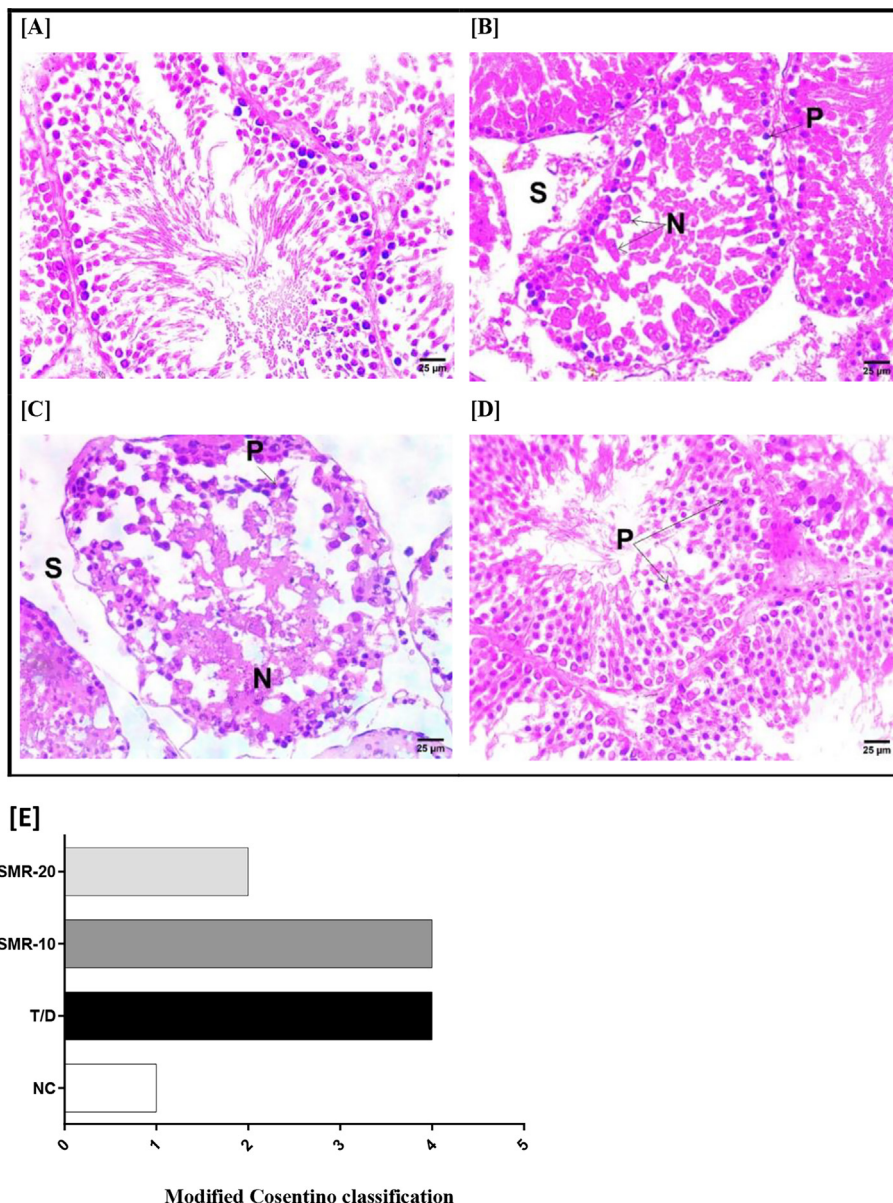 [A]
[B]
P
S
N
25 µm
25 µm
[C]
[D]
P
S
P
N
25 µm
25 µm
[E]
SMR-20
SMR-10
T/D
NC
0 1 2 3 4 5
Modified Cosentino classification